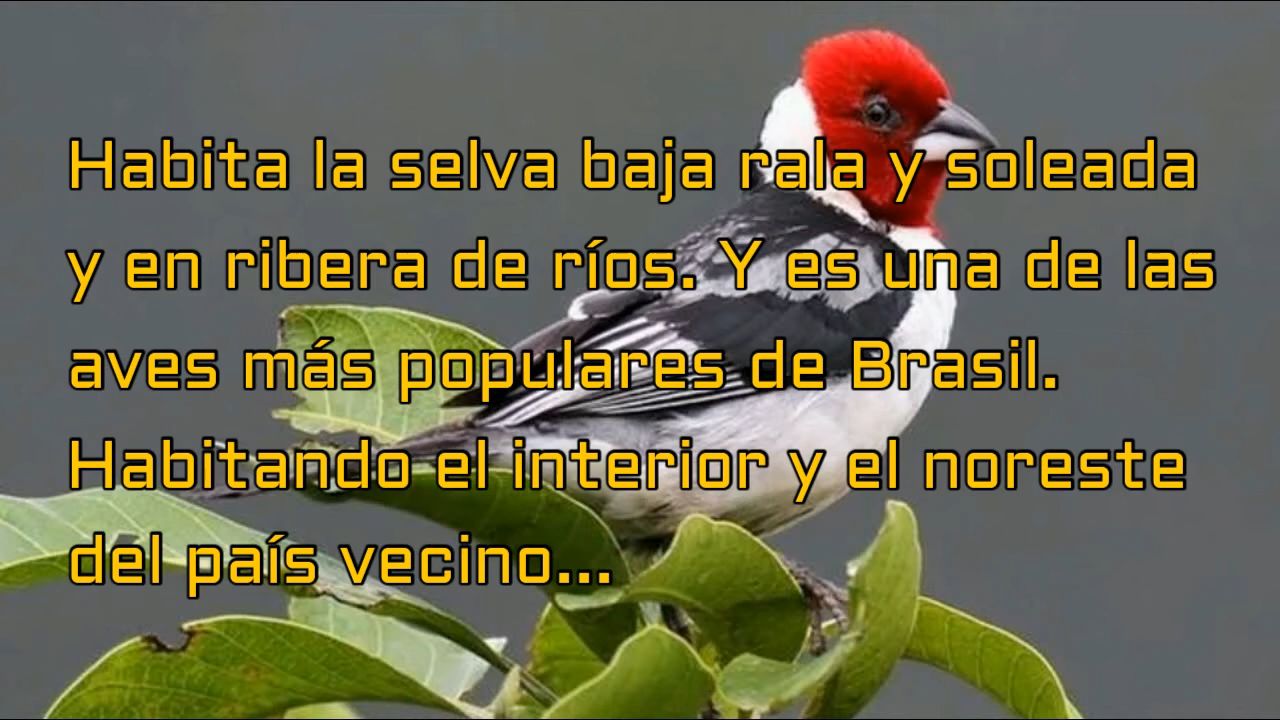 Habita la selva baja rala y soleada
y en ribera de ríos. Y es una de las
aves más populares de Brasil.
Habitando el interior y el noreste
del país vecino...